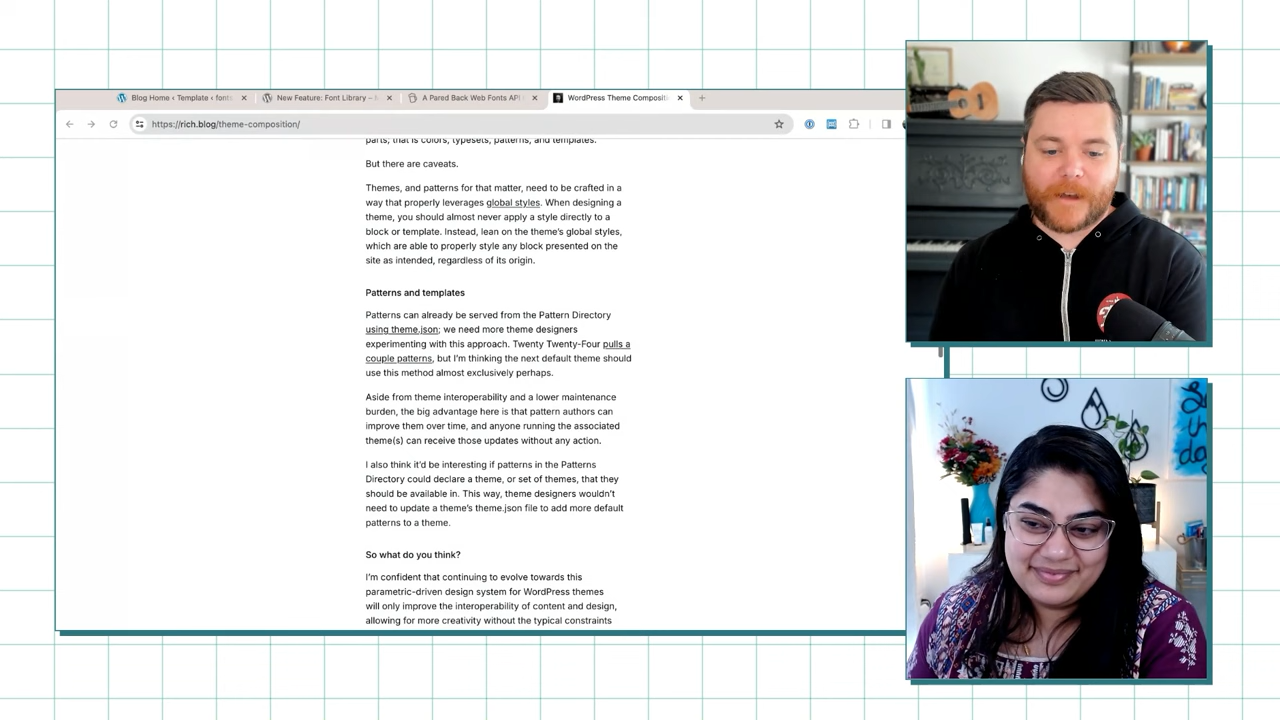 Blog Home ‹ Template ‹ fonts
New Feature: Font Library –
A Pared Back Web Fonts API
WordPress Theme Compositi
https://rich.blog/theme-composition/
parts; that is colors, typesets, patterns, and templates.
But there are caveats.
Themes, and patterns for that matter, need to be crafted in a
way that properly leverages global styles. When designing a
theme, you should almost never apply a style directly to a
block or template. Instead, lean on the theme's global styles,
which are able to properly style any block presented on the
site as intended, regardless of its origin.
Patterns and templates
Patterns can already be served from the Pattern Directory
using theme.json; we need more theme designers
experimenting with this approach. Twenty Twenty-Four pulls a
couple patterns, but I'm thinking the next default theme should
use this method almost exclusively perhaps.
Aside from theme interoperability and a lower maintenance
burden, the big advantage here is that pattern authors can
improve them over time, and anyone running the associated
theme(s) can receive those updates without any action.
I also think it'd be interesting if patterns in the Patterns
Directory could declare a theme, or set of themes, that they
should be available in. This way, theme designers wouldn't
need to update a theme's theme.json file to add more default
patterns to a theme.
So what do you think?
I'm confident that continuing to evolve towards this
parametric-driven design system for WordPress themes
will only improve the interoperability of content and design,
allowing for more creativity without the typical constraints